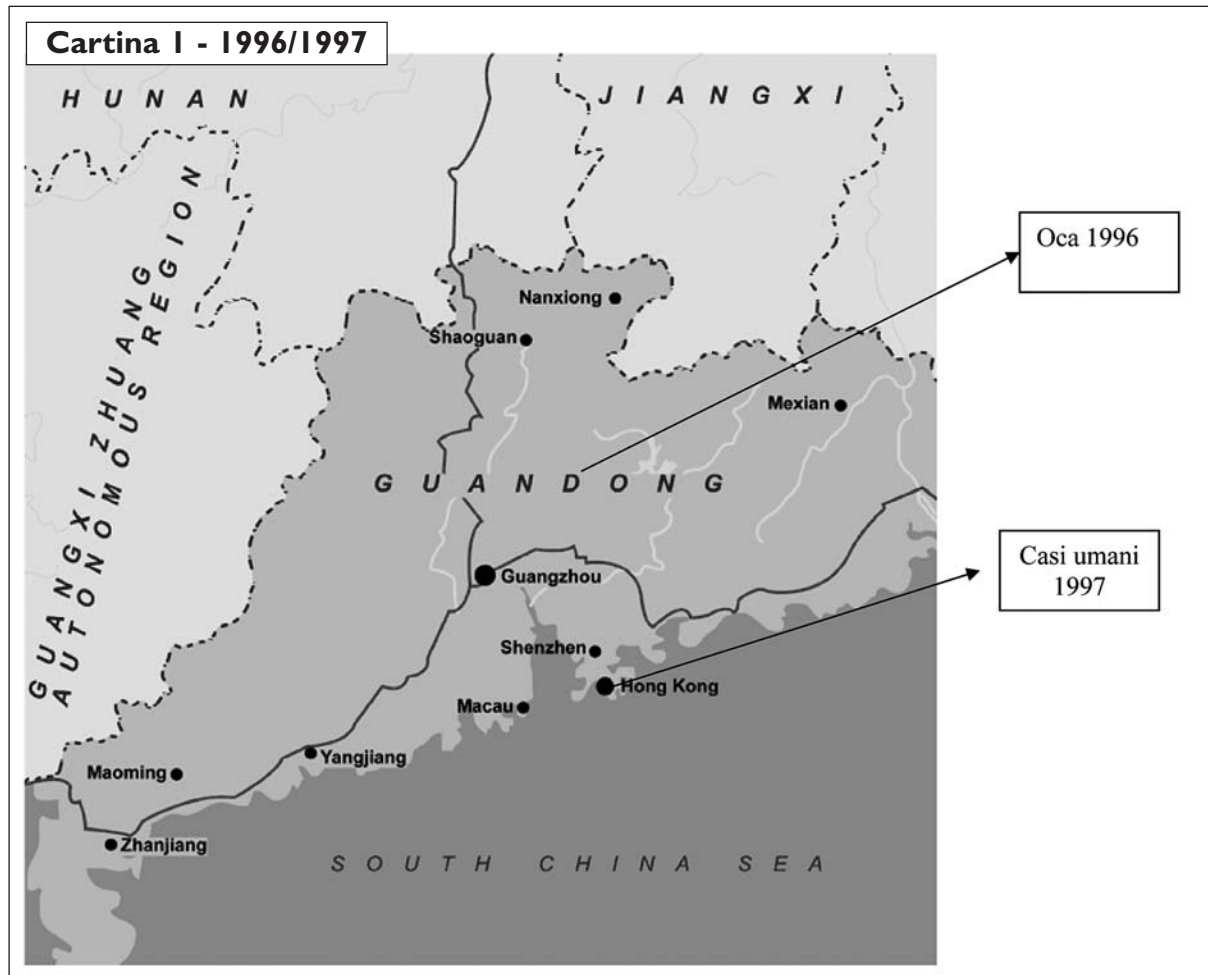 Cartina 1 - 1996/1997
HUNAN
JIANGXI
GUANGXI ZHUANG
AUTONOMOUS REGION
Oca 1996
Nanxiong
Shaoguan
Mexian
GUANDONG
Casi umani
1997
Guangzhou
Shenzhen
Hong Kong
Macau
Yangjiang
Maoming
Zhanjiang
SOUTH CHINA SEA